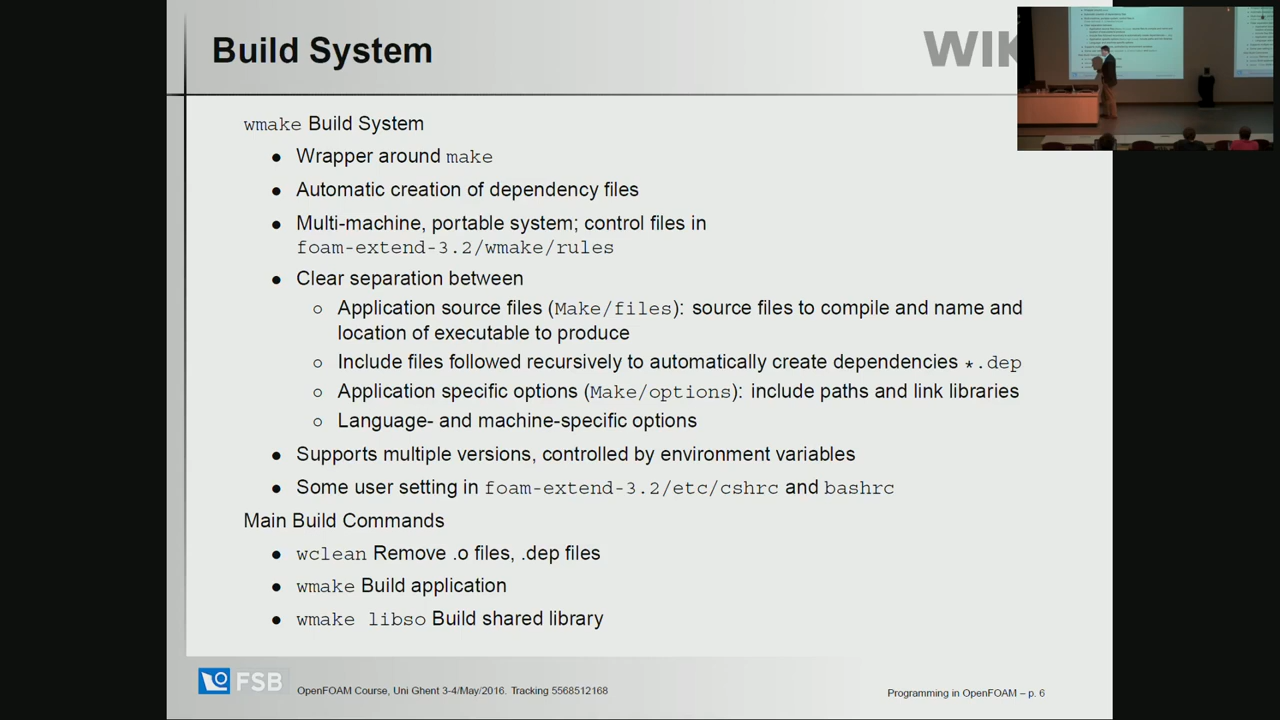 Build System
WIK
wmake Build System
● Wrapper around make
● Automatic creation of dependency files
● Multi-machine, portable system; control files in
foam-extend-3.2/wmake/rules
● Clear separation between
○ Application source files (Make/files): source files to compile and name and
location of executable to produce
○ Include files followed recursively to automatically create dependencies *.dep
○ Application specific options (Make/options): include paths and link libraries
○ Language- and machine-specific options
● Supports multiple versions, controlled by environment variables
● Some user setting in foam-extend-3.2/etc/cshrc and bashrc
Main Build Commands
● wclean Remove .o files, .dep files
● wmake Build application
● wmake libso Build shared library
FSB
OpenFOAM Course, Uni Ghent 3-4/May/2016. Tracking 5568512168
Programming in OpenFOAM – p. 6